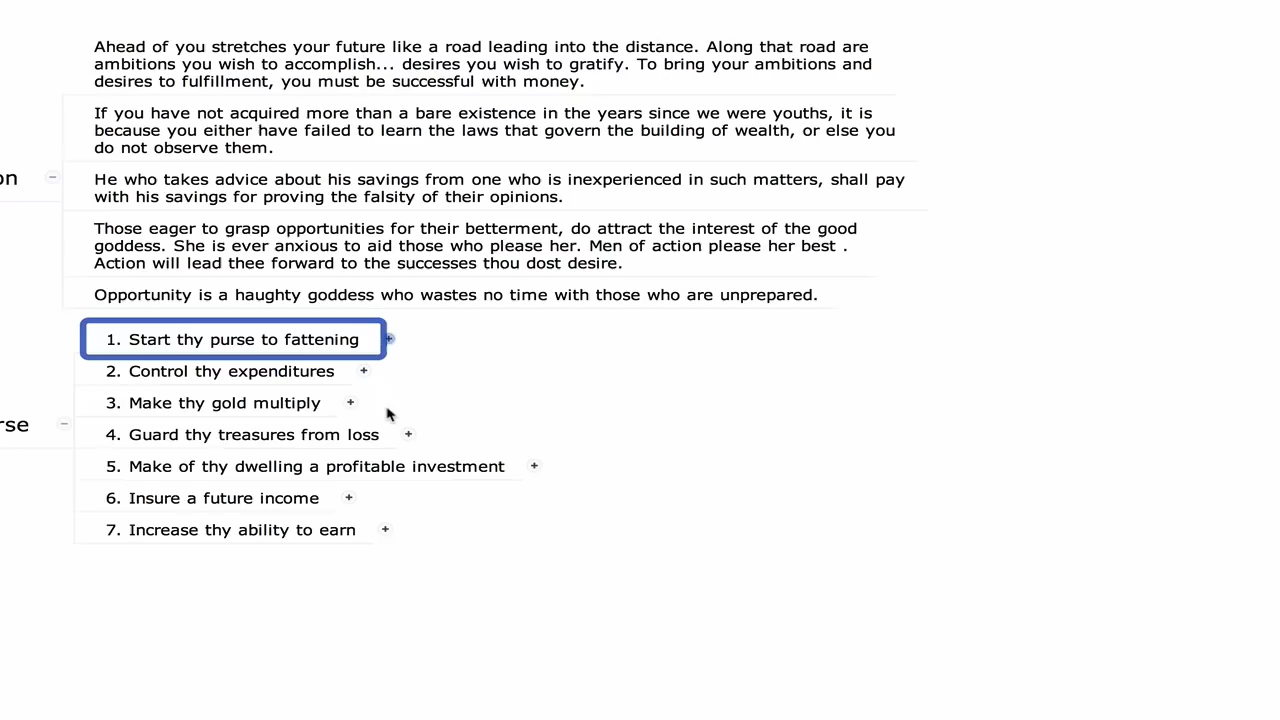 Ahead of you stretches your future like a road leading into the distance. Along that road are
ambitions you wish to accomplish... desires you wish to gratify. To bring your ambitions and
desires to fulfillment, you must be successful with money.
If you have not acquired more than a bare existence in the years since we were youths, it is
because you either have failed to learn the laws that govern the building of wealth, or else you
do not observe them.
on
He who takes advice about his savings from one who is inexperienced in such matters, shall pay
with his savings for proving the falsity of their opinions.
Those eager to grasp opportunities for their betterment, do attract the interest of the good
goddess. She is ever anxious to aid those who please her. Men of action please her best .
Action will lead thee forward to the successes thou dost desire.
Opportunity is a haughty goddess who wastes no time with those who are unprepared.
1. Start thy purse to fattening
2. Control thy expenditures
3. Make thy gold multiply
rse
4. Guard thy treasures from loss
5. Make of thy dwelling a profitable investment
6. Insure a future income
7. Increase thy ability to earn